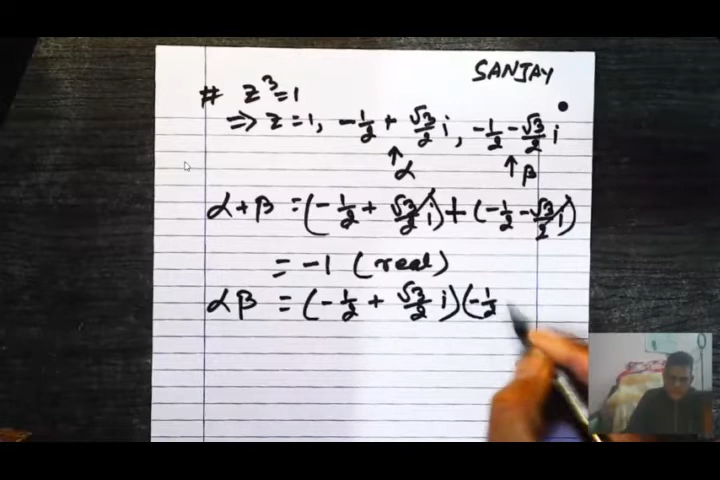 SANJAY
# z³=1
⇒ z = 1, -1/2 + √3/2 i, -1/2 - √3/2 i
↑ α ↑ β
α + β = (-1/2 + √3/2 i) + (-1/2 - √3/2 i)
= -1 (real)
αβ = (-1/2 + √3/2 i)(-1/2